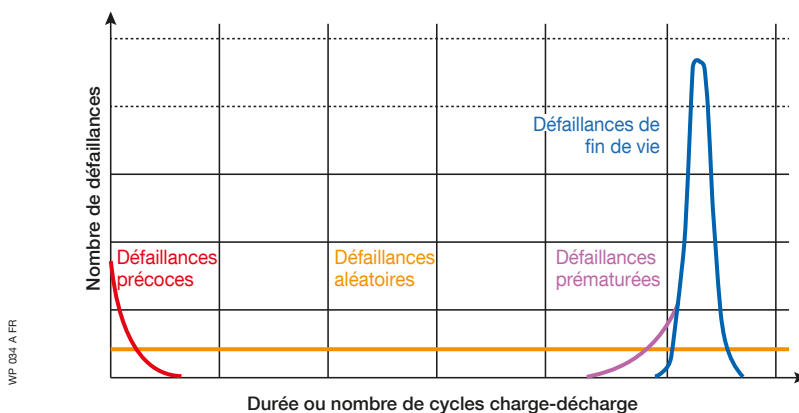 Nombre de défaillances
Défaillances de
fin de vie
Défaillances
précoces
Défaillances
aléatoires
Défaillances
prématurées
WP 034 A FR
Durée ou nombre de cycles charge-décharge